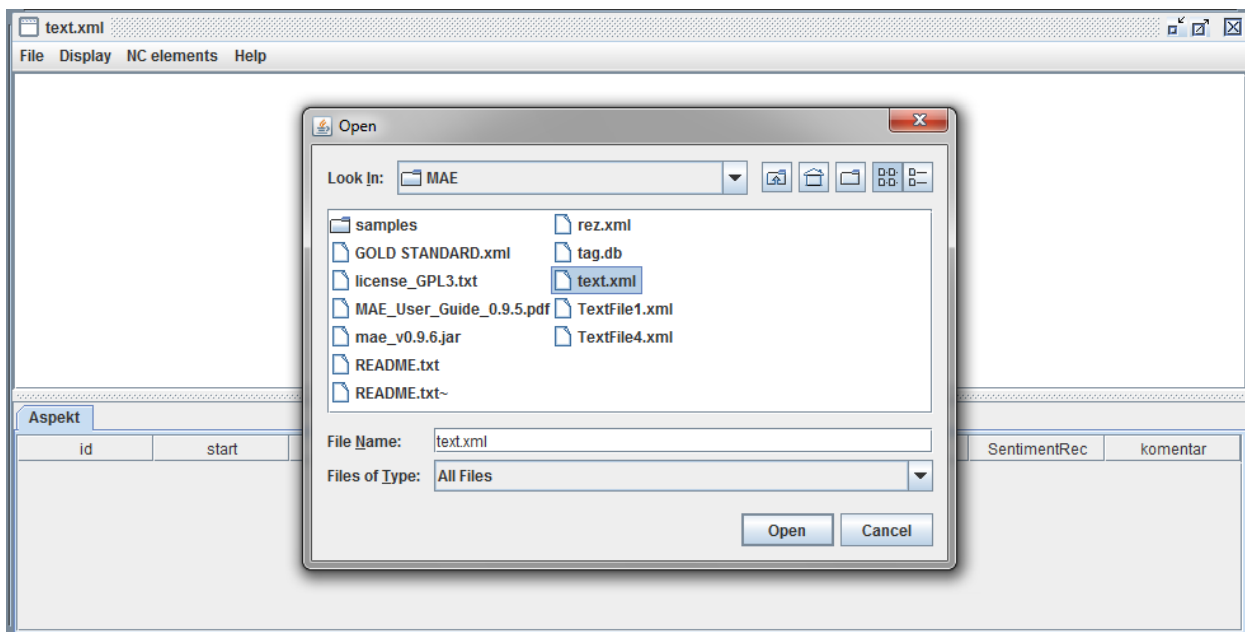 text.xml
File Display NC elements Help
Open
Look In: MAE
samples
GOLD STANDARD.xml
license_GPL3.txt
MAE_User_Guide_0.9.5.pdf
mae_v0.9.6.jar
README.txt
README.txt~
rez.xml
tag.db
text.xml
TextFile1.xml
TextFile4.xml
File Name: text.xml
Files of Type: All Files
Open Cancel
Aspekt
id start SentimentRec komentar